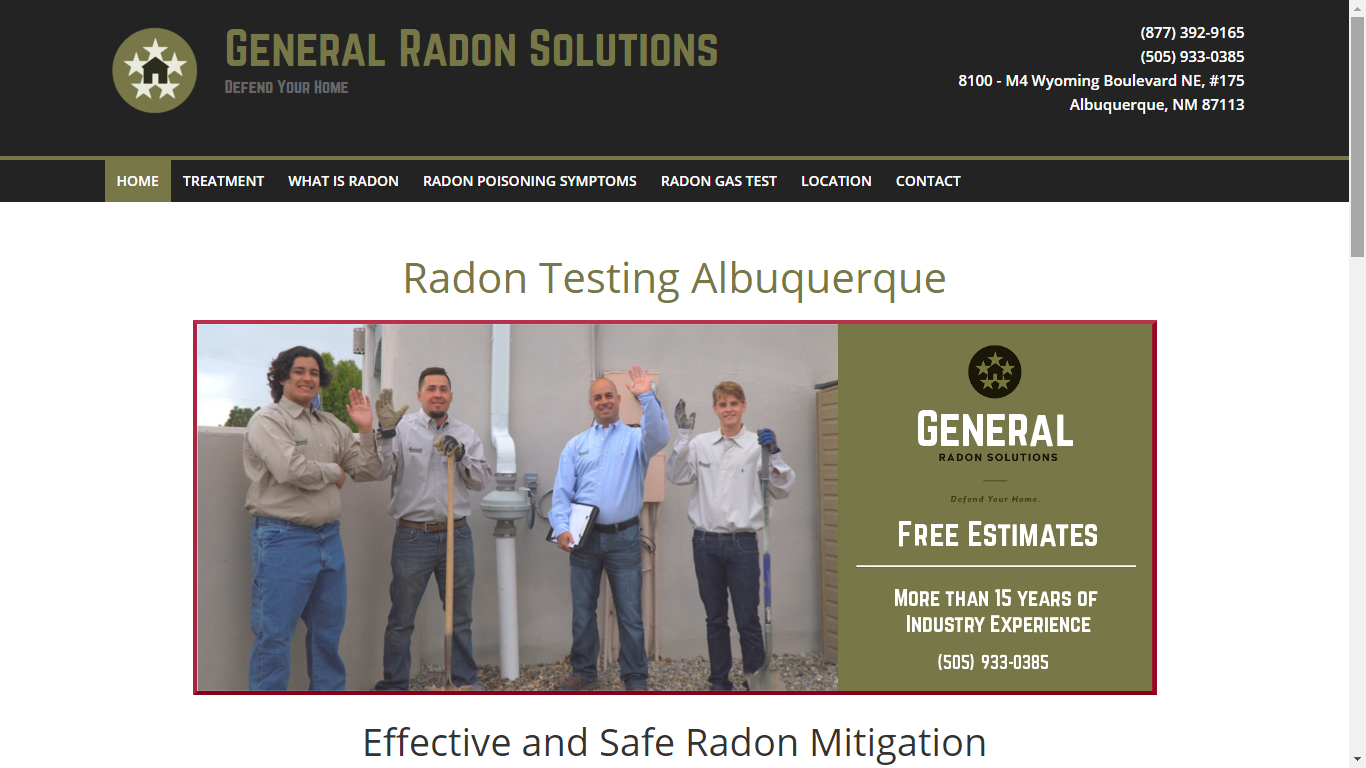 GENERAL RADON SOLUTIONS
DEFEND YOUR HOME
(877) 392-9165
(505) 933-0385
8100 - M4 Wyoming Boulevard NE, #175
Albuquerque, NM 87113
HOME TREATMENT WHAT IS RADON RADON POISONING SYMPTOMS RADON GAS TEST LOCATION CONTACT
Radon Testing Albuquerque
GENERAL
RADON SOLUTIONS
Defend Your Home.
FREE ESTIMATES
MORE THAN 15 YEARS OF
INDUSTRY EXPERIENCE
(505) 933-0385
Effective and Safe Radon Mitigation